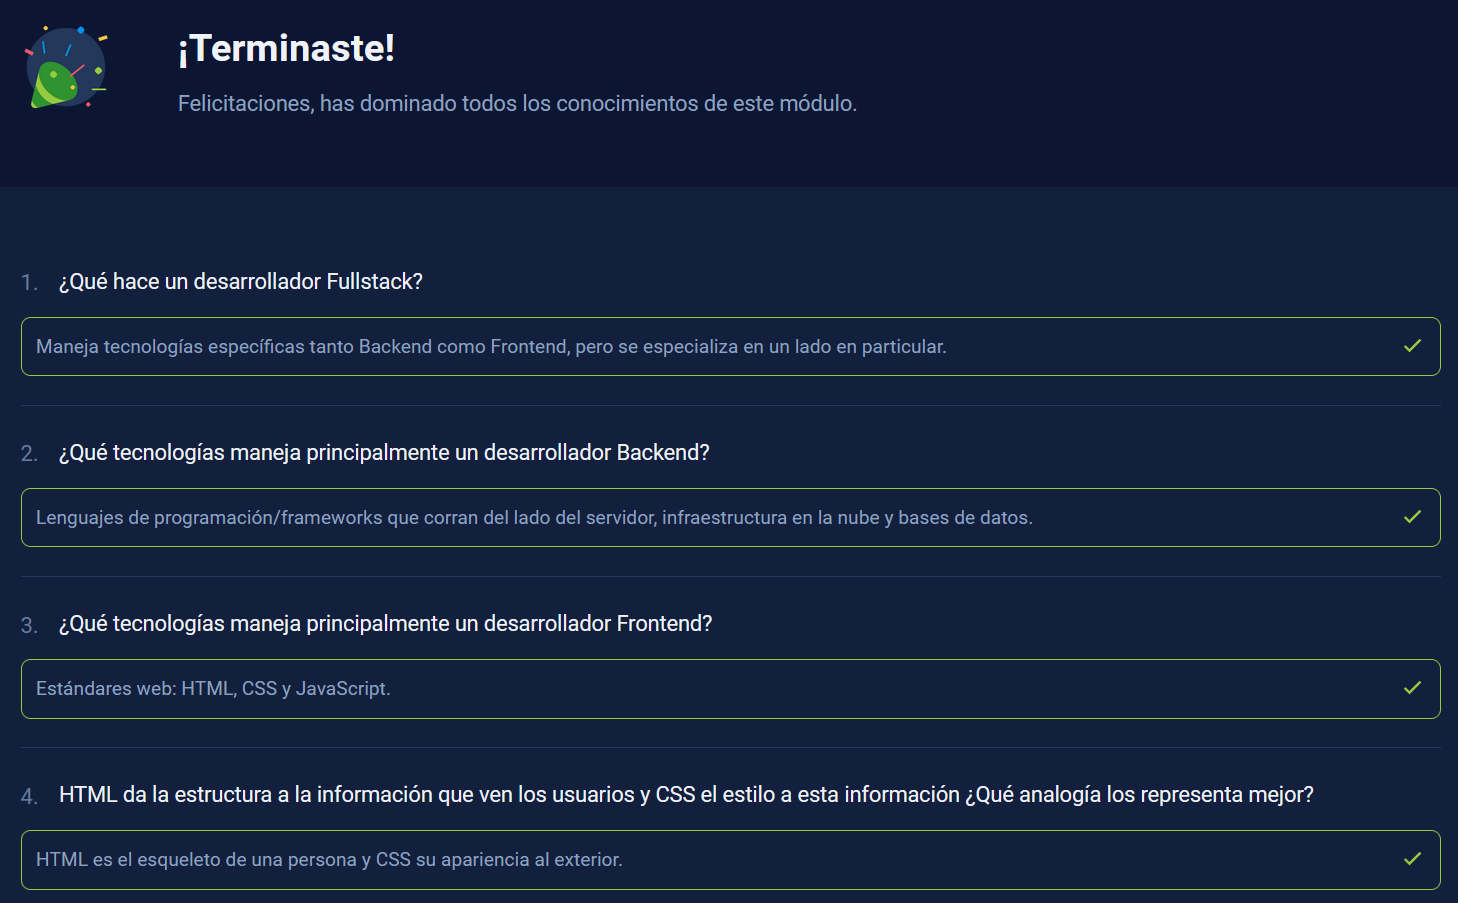 ¡Terminaste!
Felicitaciones, has dominado todos los conocimientos de este módulo.
1. ¿Qué hace un desarrollador Fullstack?
Maneja tecnologías específicas tanto Backend como Frontend, pero se especializa en un lado en particular.
2. ¿Qué tecnologías maneja principalmente un desarrollador Backend?
Lenguajes de programación/frameworks que corran del lado del servidor, infraestructura en la nube y bases de datos.
3. ¿Qué tecnologías maneja principalmente un desarrollador Frontend?
Estándares web: HTML, CSS y JavaScript.
4. HTML da la estructura a la información que ven los usuarios y CSS el estilo a esta información ¿Qué analogía los representa mejor?
HTML es el esqueleto de una persona y CSS su apariencia al exterior.